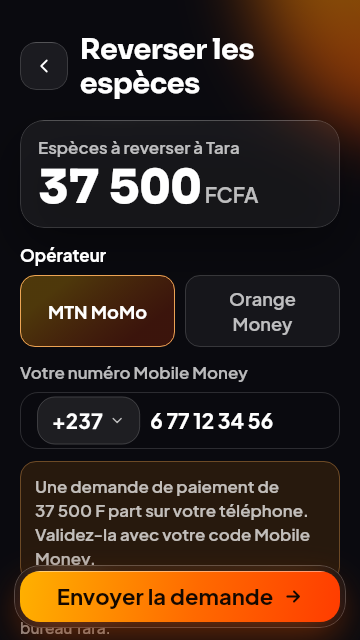 Reverser les
espèces
Espèces à reverser à Tara
37 500 FCFA
Opérateur
MTN MoMo
Orange
Money
Votre numéro Mobile Money
+237
6 77 12 34 56
Une demande de paiement de
37 500 F part sur votre téléphone.
Validez-la avec votre code Mobile
Money.
Envoyer la demande
bureau Tara.